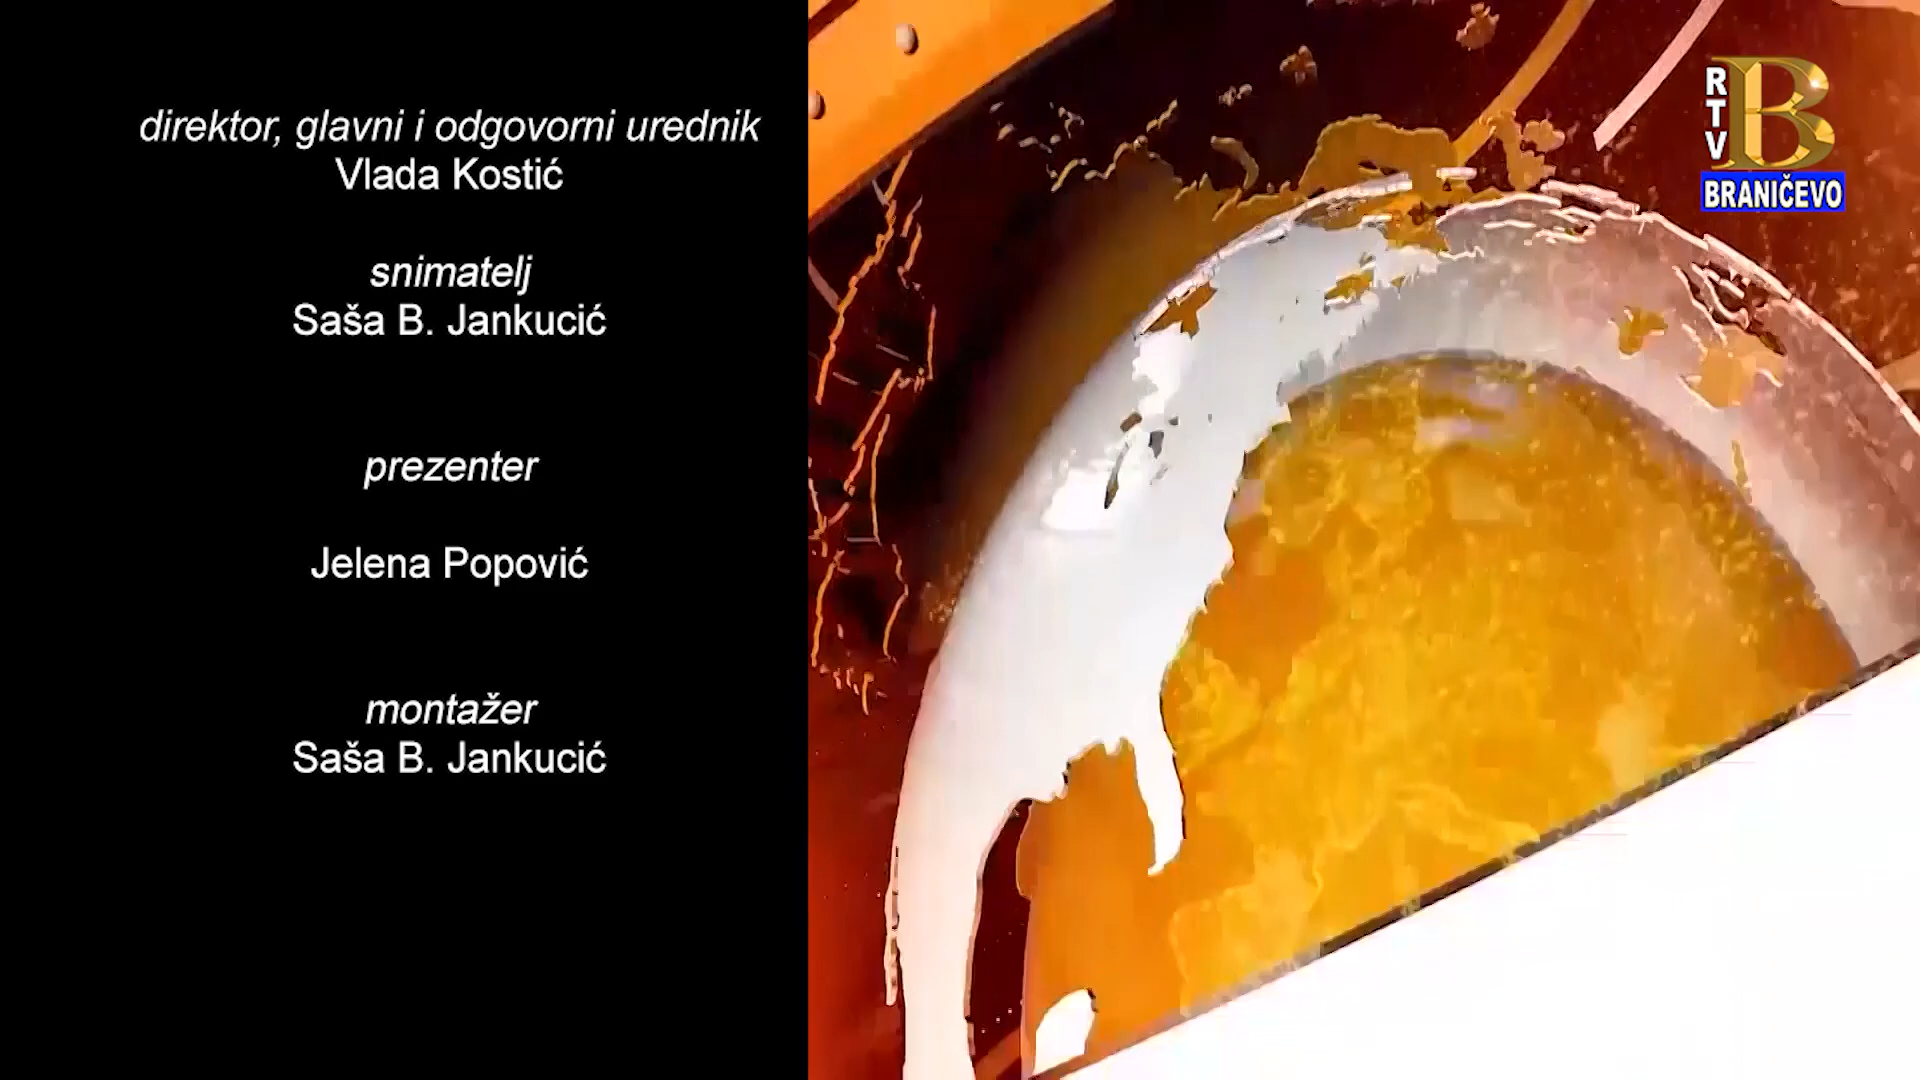 direktor, glavni i odgovorni urednik
Vlada Kostić
snimatelj
Saša B. Jankucić
prezenter
Jelena Popović
montažer
Saša B. Jankucić
RTV B
BRANIČEVO